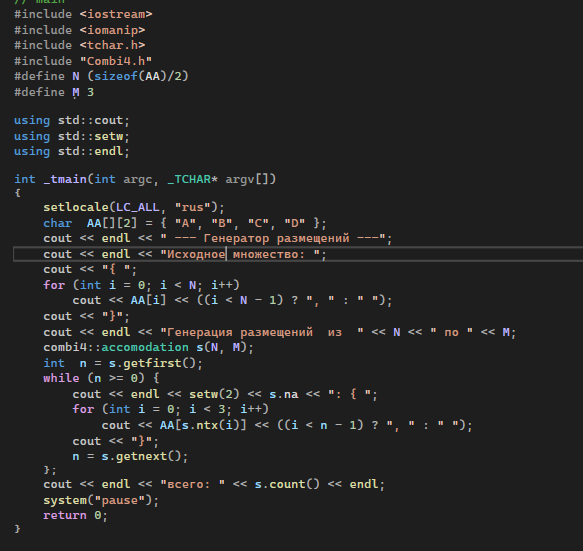 // main
#include <iostream>
#include <iomanip>
#include <tchar.h>
#include "Combi4.h"
#define N (sizeof(AA)/2)
#define M 3
using std::cout;
using std::setw;
using std::endl;
int _tmain(int argc, _TCHAR* argv[])
{
    setlocale(LC_ALL, "rus");
    char  AA[][2] = { "A", "B", "C", "D" };
    cout << endl << " --- Генератор размещений ---";
    cout << endl << "Исходное множество: ";
    cout << "{ ";
    for (int i = 0; i < N; i++)
        cout << AA[i] << ((i < N - 1) ? ", " : " ");
    cout << "}";
    cout << endl << "Генерация размещений  из  " << N << " по " << M;
    combi4::accomodation s(N, M);
    int  n = s.getfirst();
    while (n >= 0) {
        cout << endl << setw(2) << s.na << ": { ";
        for (int i = 0; i < 3; i++)
            cout << AA[s.ntx(i)] << ((i < n - 1) ? ", " : " ");
        cout << "}";
        n = s.getnext();
    };
    cout << endl << "всего: " << s.count() << endl;
    system("pause");
    return 0;
}